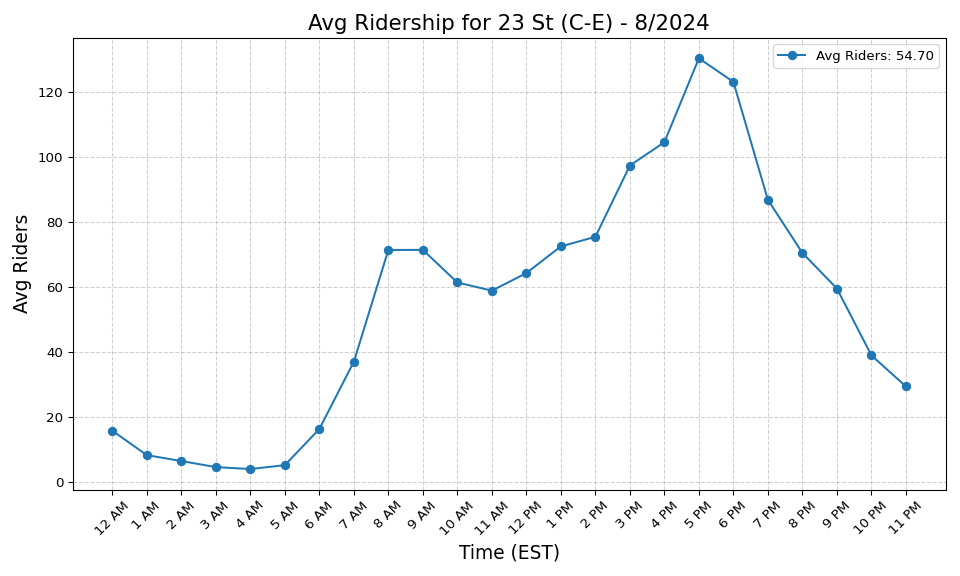 Avg Ridership for 23 St (C-E) - 8/2024
Avg Riders: 54.70
Avg Riders
120
100
80
60
40
20
0
12 AM
1 AM
2 AM
3 AM
4 AM
5 AM
6 AM
7 AM
8 AM
9 AM
10 AM
11 AM
12 PM
1 PM
2 PM
3 PM
4 PM
5 PM
6 PM
7 PM
8 PM
9 PM
10 PM
11 PM
Time (EST)